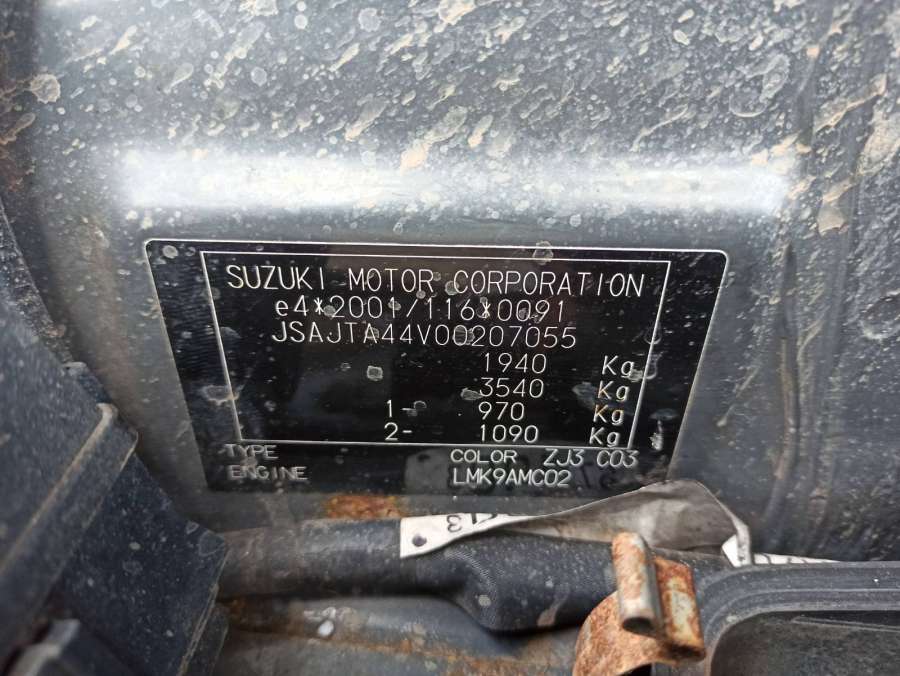 SUZUKI MOTOR CORPORATION
e4*2001/116*0091
JSAJTA44V00207055
1940 Kg
3540 Kg
1- 970 Kg
2- 1090 Kg
TYPE COLOR ZJ3 C03
ENGINE LMK9AMC02